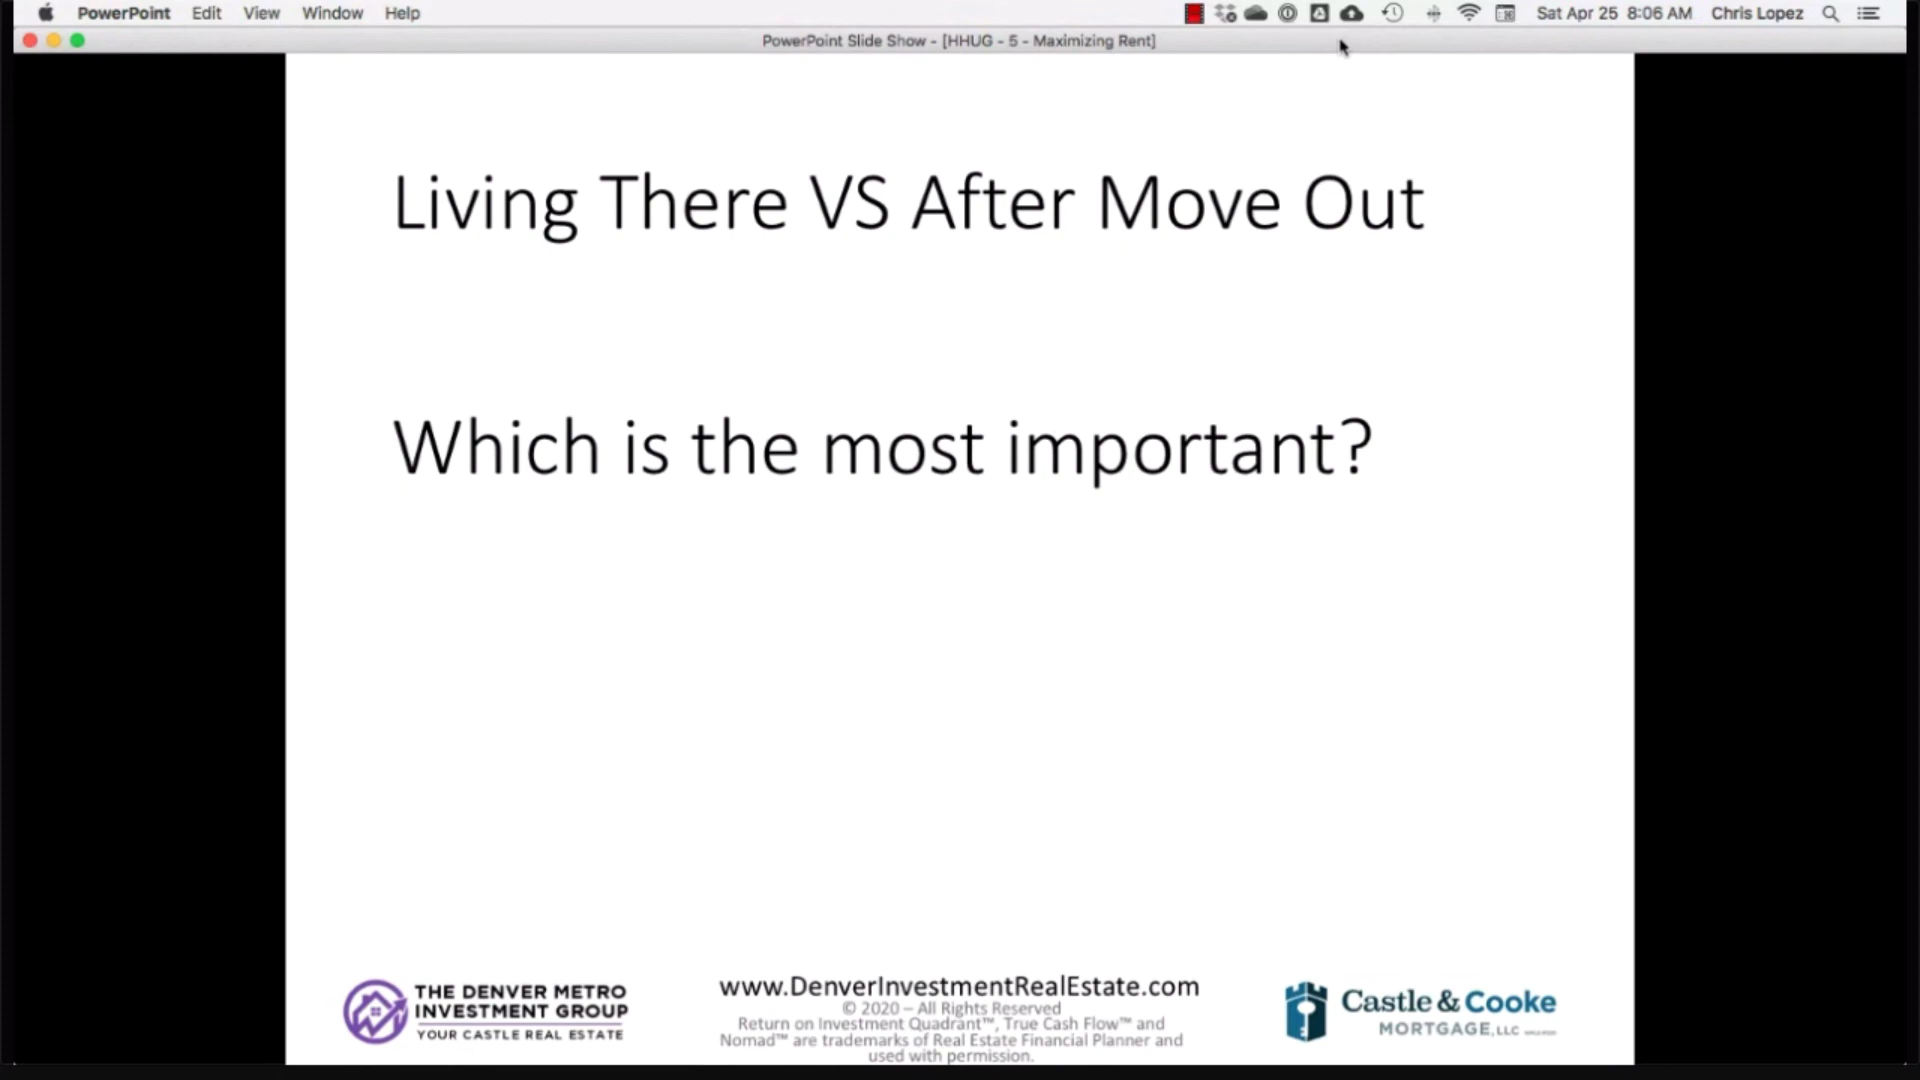 PowerPoint Edit View Window Help Sat Apr 25 8:06 AM Chris Lopez
PowerPoint Slide Show - [HHUG - 5 - Maximizing Rent]
Living There VS After Move Out
Which is the most important?
THE DENVER METRO
INVESTMENT GROUP
YOUR CASTLE REAL ESTATE
www.DenverInvestmentRealEstate.com
© 2020 – All Rights Reserved
Return on Investment Quadrant™, True Cash Flow™ and
Nomad™ are trademarks of Real Estate Financial Planner and
used with permission.
Castle & Cooke
MORTGAGE, LLC